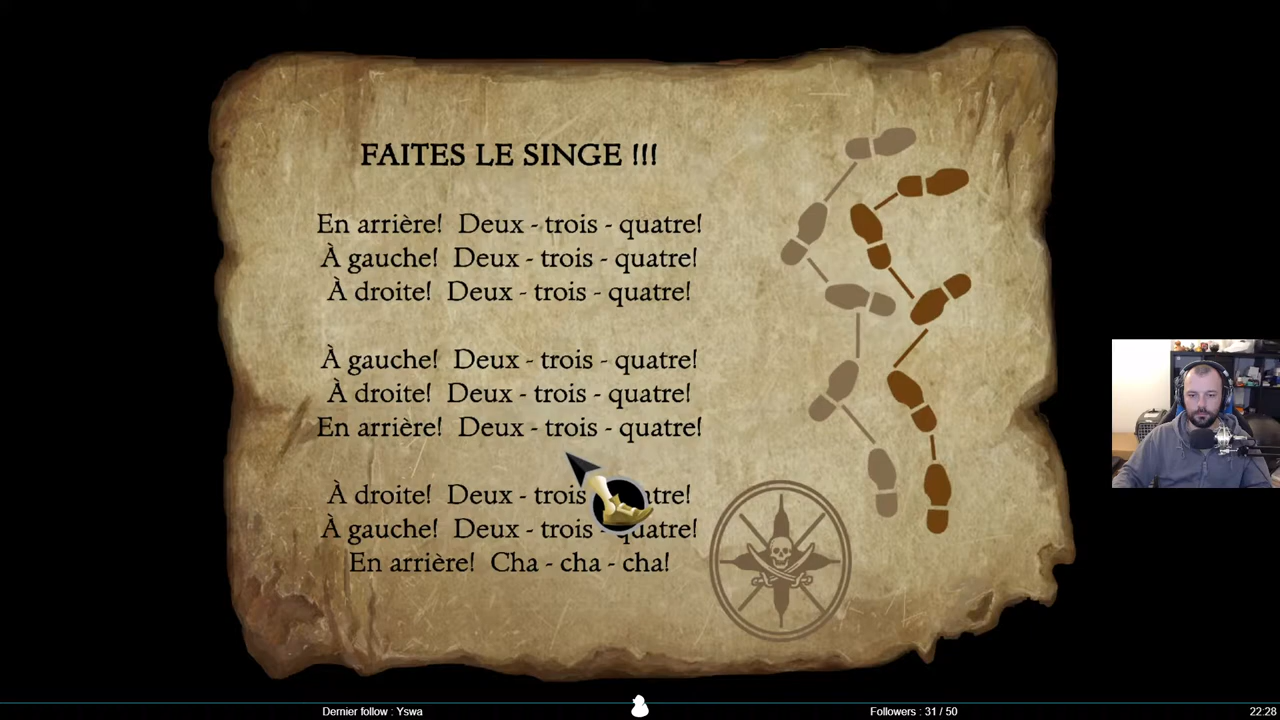 FAITES LE SINGE !!!
En arrière! Deux - trois - quatre!
À gauche! Deux - trois - quatre!
À droite! Deux - trois - quatre!
À gauche! Deux - trois - quatre!
À droite! Deux - trois - quatre!
En arrière! Deux - trois - quatre!
À droite! Deux - trois tre!
À gauche! Deux - trois - quatre!
En arrière! Cha - cha - cha!
Dernier follow : Yswa
Followers : 31 / 50
22:28